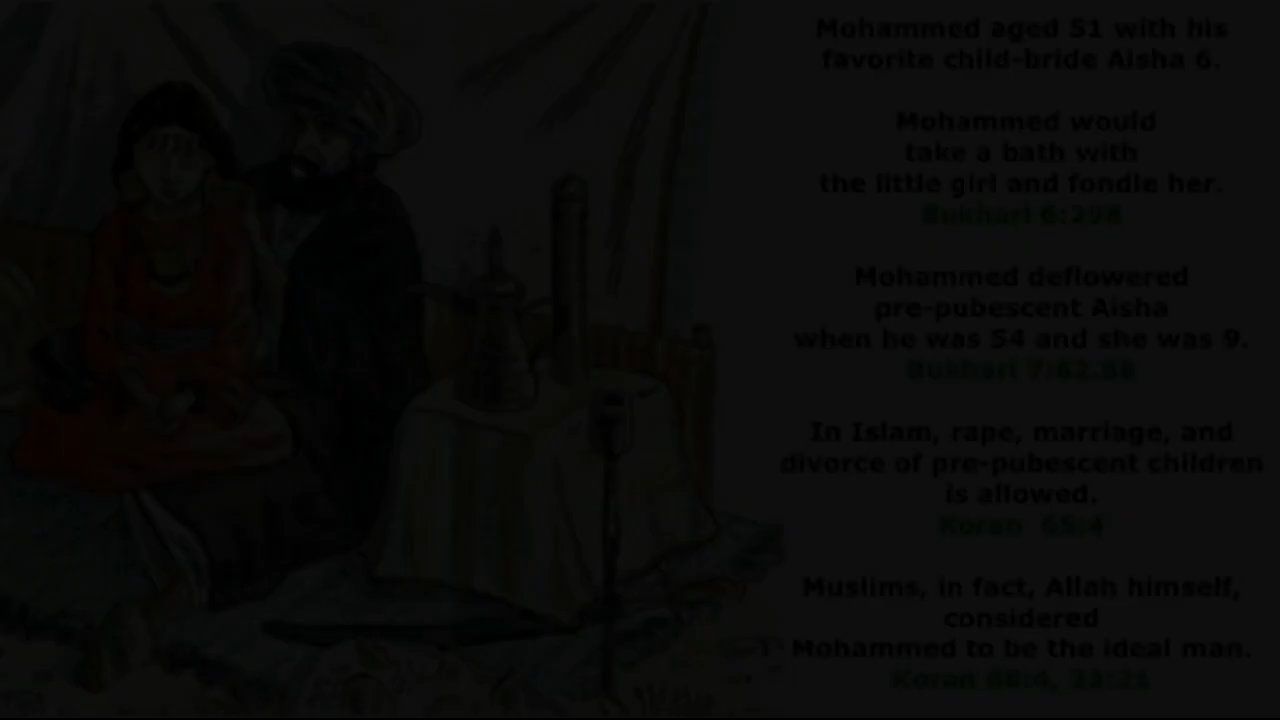 Mohammed aged 51 with his
favorite child-bride Aisha 6.
Mohammed would
take a bath with
the little girl and fondle her.
Bukhari 6:298
Mohammed deflowered
pre-pubescent Aisha
when he was 54 and she was 9.
Bukhari 7:62.88
In Islam, rape, marriage, and
divorce of pre-pubescent children
is allowed.
Koran 65:4
Muslims, in fact, Allah himself,
considered
Mohammed to be the ideal man.
Koran 68:4, 33:21